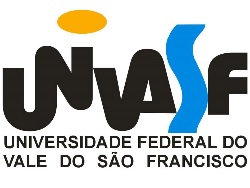 UNIVASF
UNIVERSIDADE FEDERAL DO
VALE DO SÃO FRANCISCO